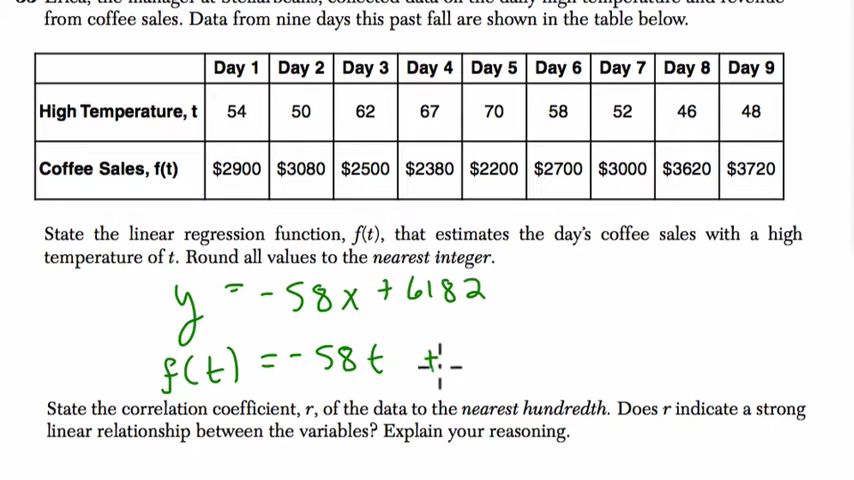 from coffee sales. Data from nine days this past fall are shown in the table below.
Day 1 Day 2 Day 3 Day 4 Day 5 Day 6 Day 7 Day 8 Day 9
High Temperature, t 54 50 62 67 70 58 52 46 48
Coffee Sales, f(t) $2900 $3080 $2500 $2380 $2200 $2700 $3000 $3620 $3720
State the linear regression function, f(t), that estimates the day's coffee sales with a high
temperature of t. Round all values to the nearest integer.
y = -58x + 6182
f(t) = -58t +
State the correlation coefficient, r, of the data to the nearest hundredth. Does r indicate a strong
linear relationship between the variables? Explain your reasoning.